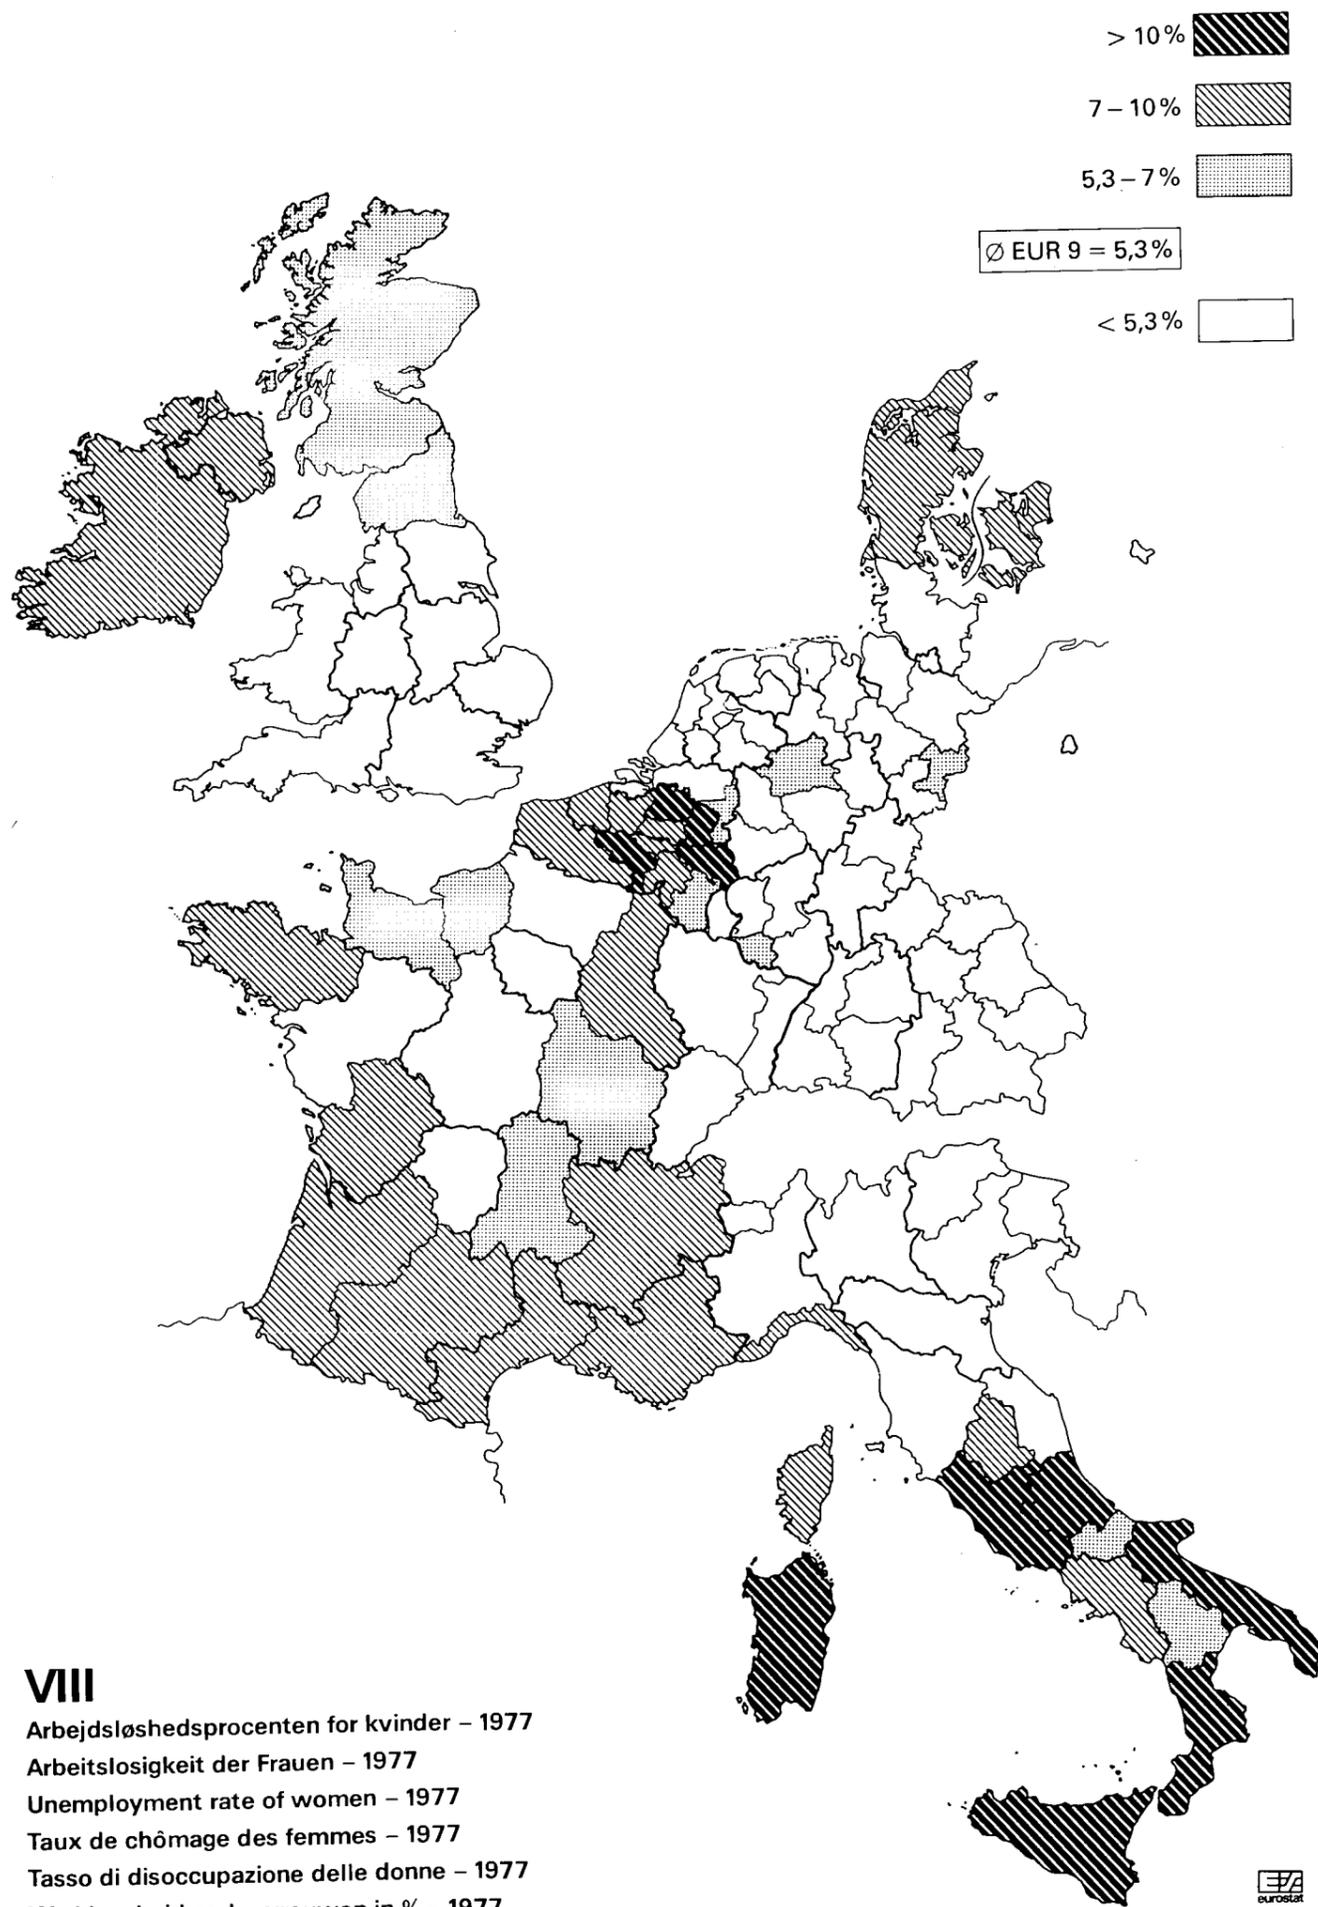 > 10%
7 – 10%
5,3 – 7%
Ø EUR 9 = 5,3%
< 5,3%
VIII
Arbejdsløshedsprocenten for kvinder – 1977
Arbeitslosigkeit der Frauen – 1977
Unemployment rate of women – 1977
Taux de chômage des femmes – 1977
Tasso di disoccupazione delle donne – 1977
in % – 1977
eurostat